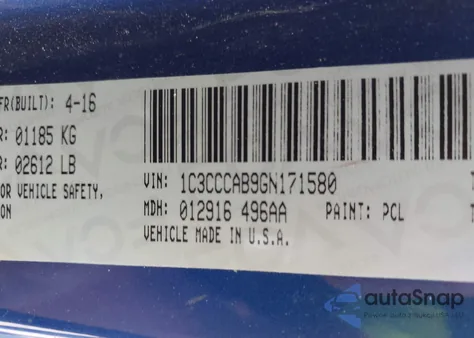 FR(BUILT): 4-16
R: 01185 KG
R: 02612 LB
OR VEHICLE SAFETY,
ION
VIN: 1C3CCCAB9GN171580
MDH: 012916 496AA PAINT: PCL
VEHICLE MADE IN U.S.A.
autoSnap